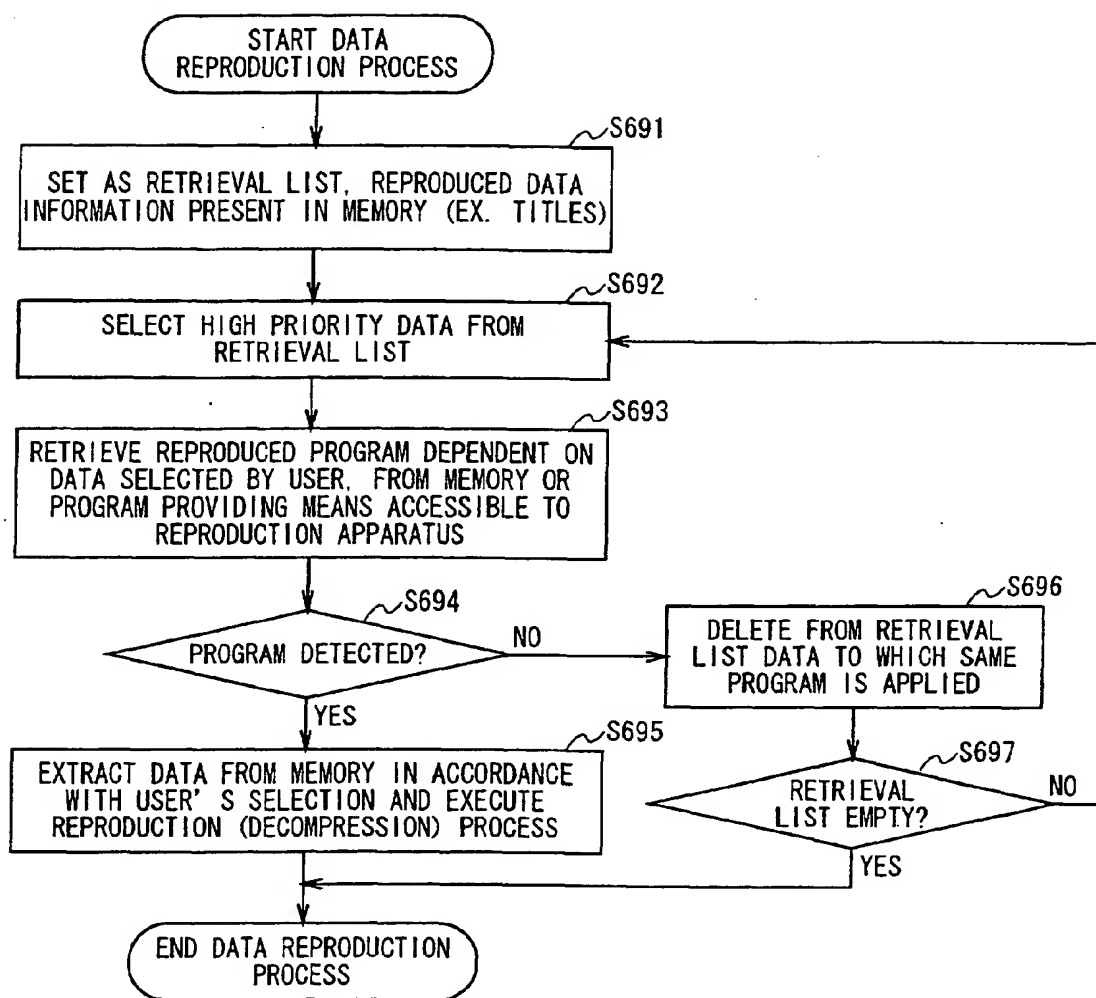 START DATA
REPRODUCTION PROCESS
S691
SET AS RETRIEVAL LIST, REPRODUCED DATA
INFORMATION PRESENT IN MEMORY (EX. TITLES)
S692
SELECT HIGH PRIORITY DATA FROM
RETRIEVAL LIST
S693
RETRIEVE REPRODUCED PROGRAM DEPENDENT ON
DATA SELECTED BY USER, FROM MEMORY OR
PROGRAM PROVIDING MEANS ACCESSIBLE TO
REPRODUCTION APPARATUS
S694
PROGRAM DETECTED?
NO
YES
S696
DELETE FROM RETRIEVAL
LIST DATA TO WHICH SAME
PROGRAM IS APPLIED
S695
EXTRACT DATA FROM MEMORY IN ACCORDANCE
WITH USER'S SELECTION AND EXECUTE
REPRODUCTION (DECOMPRESSION) PROCESS
S697
RETRIEVAL
LIST EMPTY?
NO
YES
END DATA REPRODUCTION
PROCESS